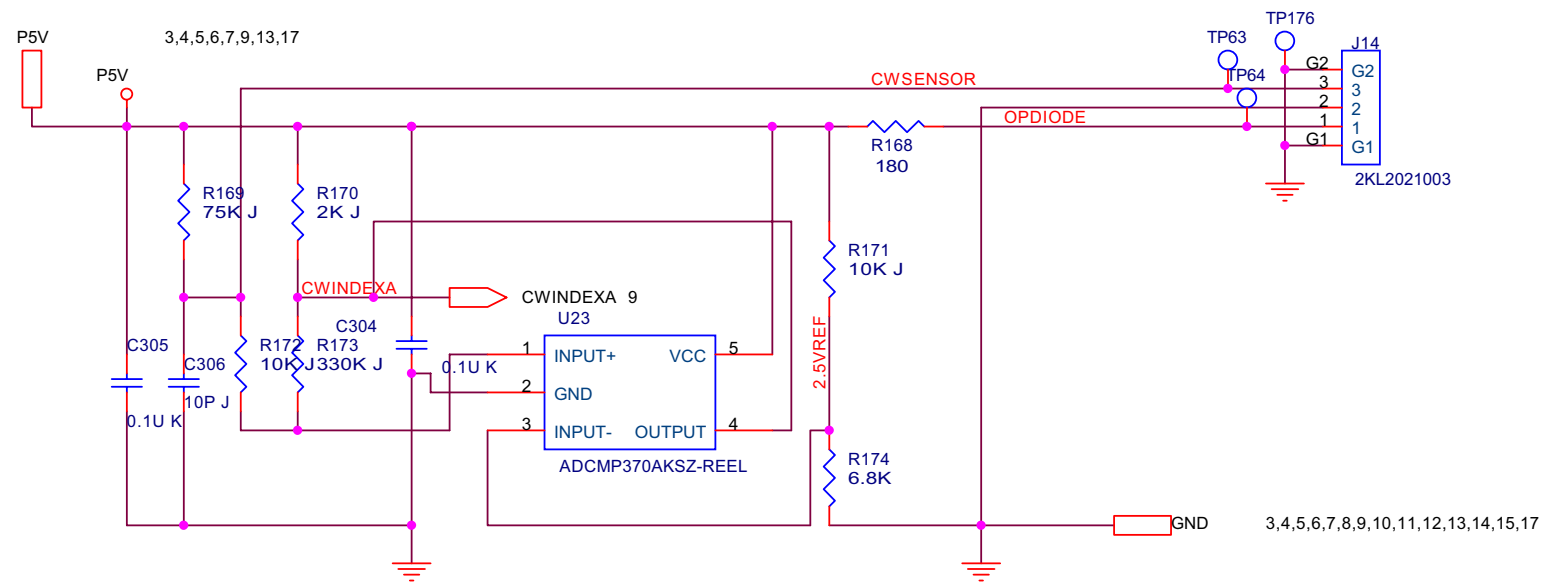 TP176
P5V
3,4,5,6,7,9,13,17
TP63
J14
P5V
CWSENSOR
TP64
G2
G2
3
3
2
2
OPDIODE
1
1
R168
180
G1
G1
2KL2021003
R169
75K J
R170
2K J
R171
10K J
CWINDEXA
CWINDEXA 9
U23
C304
0.1U K
2.5VREF
C305
0.1U K
C306
10P J
R172
10K J
R173
330K J
1
INPUT+
VCC
5
2
GND
3
INPUT-
OUTPUT
4
ADCMP370AKSZ-REEL
R174
6.8K
GND
3,4,5,6,7,8,9,10,11,12,13,14,15,17